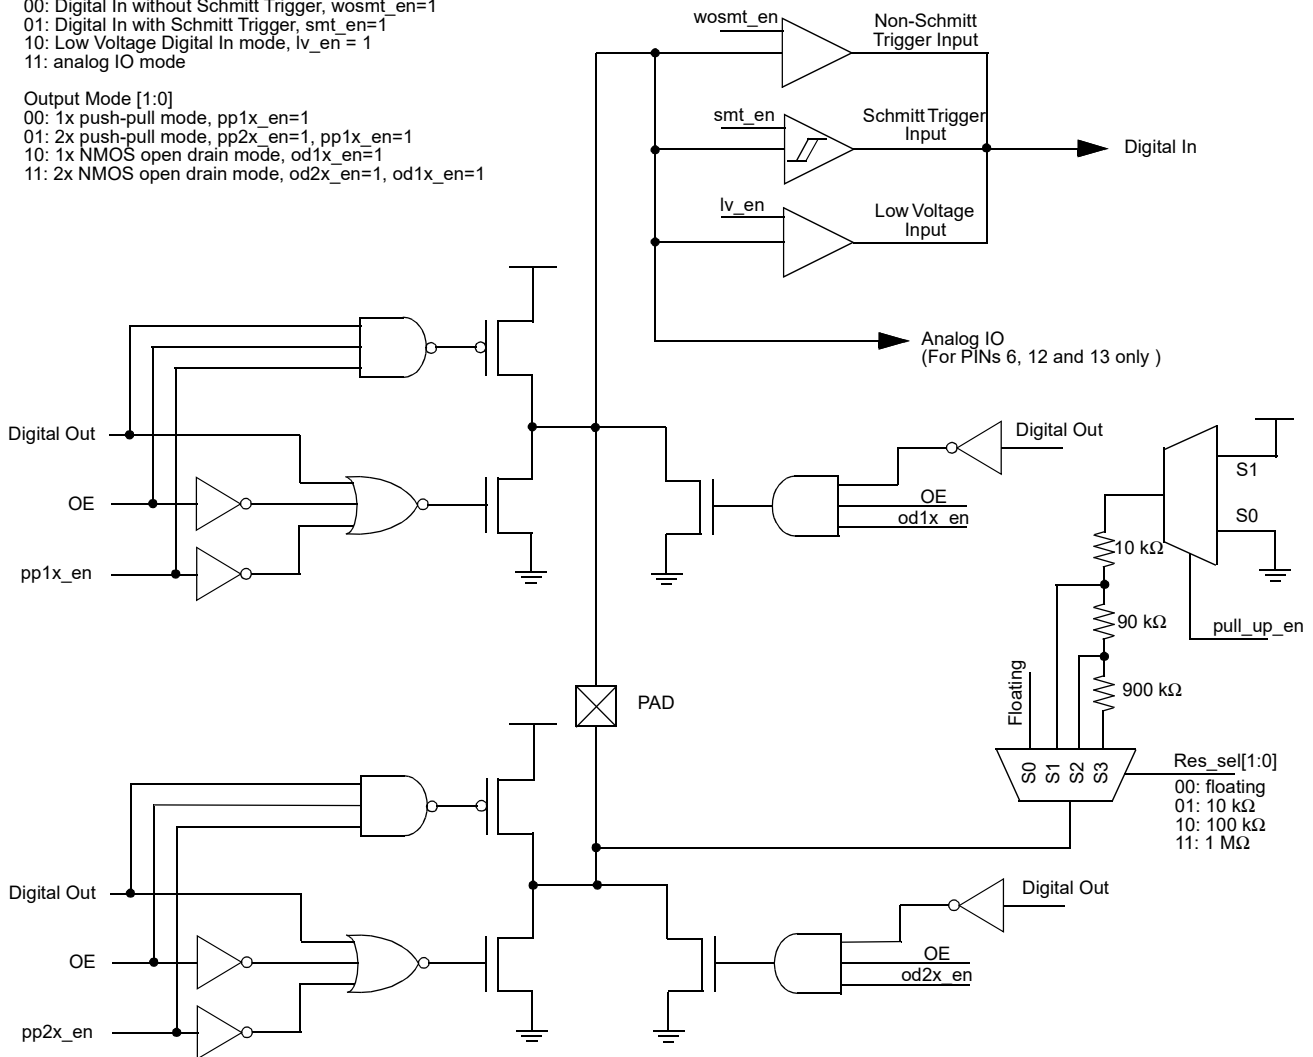 00: Digital In without Schmitt Trigger, wosmt_en=1
01: Digital In with Schmitt Trigger, smt_en=1
10: Low Voltage Digital In mode, lv_en = 1
11: analog IO mode
Output Mode [1:0]
00: 1x push-pull mode, pp1x_en=1
01: 2x push-pull mode, pp2x_en=1, pp1x_en=1
10: 1x NMOS open drain mode, od1x_en=1
11: 2x NMOS open drain mode, od2x_en=1, od1x_en=1
wosmt_en
Non-Schmitt
Trigger Input
smt_en
Schmitt Trigger
Input
Digital In
lv_en
Low Voltage
Input
Analog IO
(For PINs 6, 12 and 13 only )
Digital Out
OE
pp1x_en
Digital Out
OE
od1x_en
S1
S0
10 kΩ
90 kΩ
pull_up_en
900 kΩ
Floating
PAD
S0
S1
S2
S3
Res_sel[1:0]
00: floating
01: 10 kΩ
10: 100 kΩ
11: 1 MΩ
Digital Out
OE
pp2x_en
Digital Out
OE
od2x_en